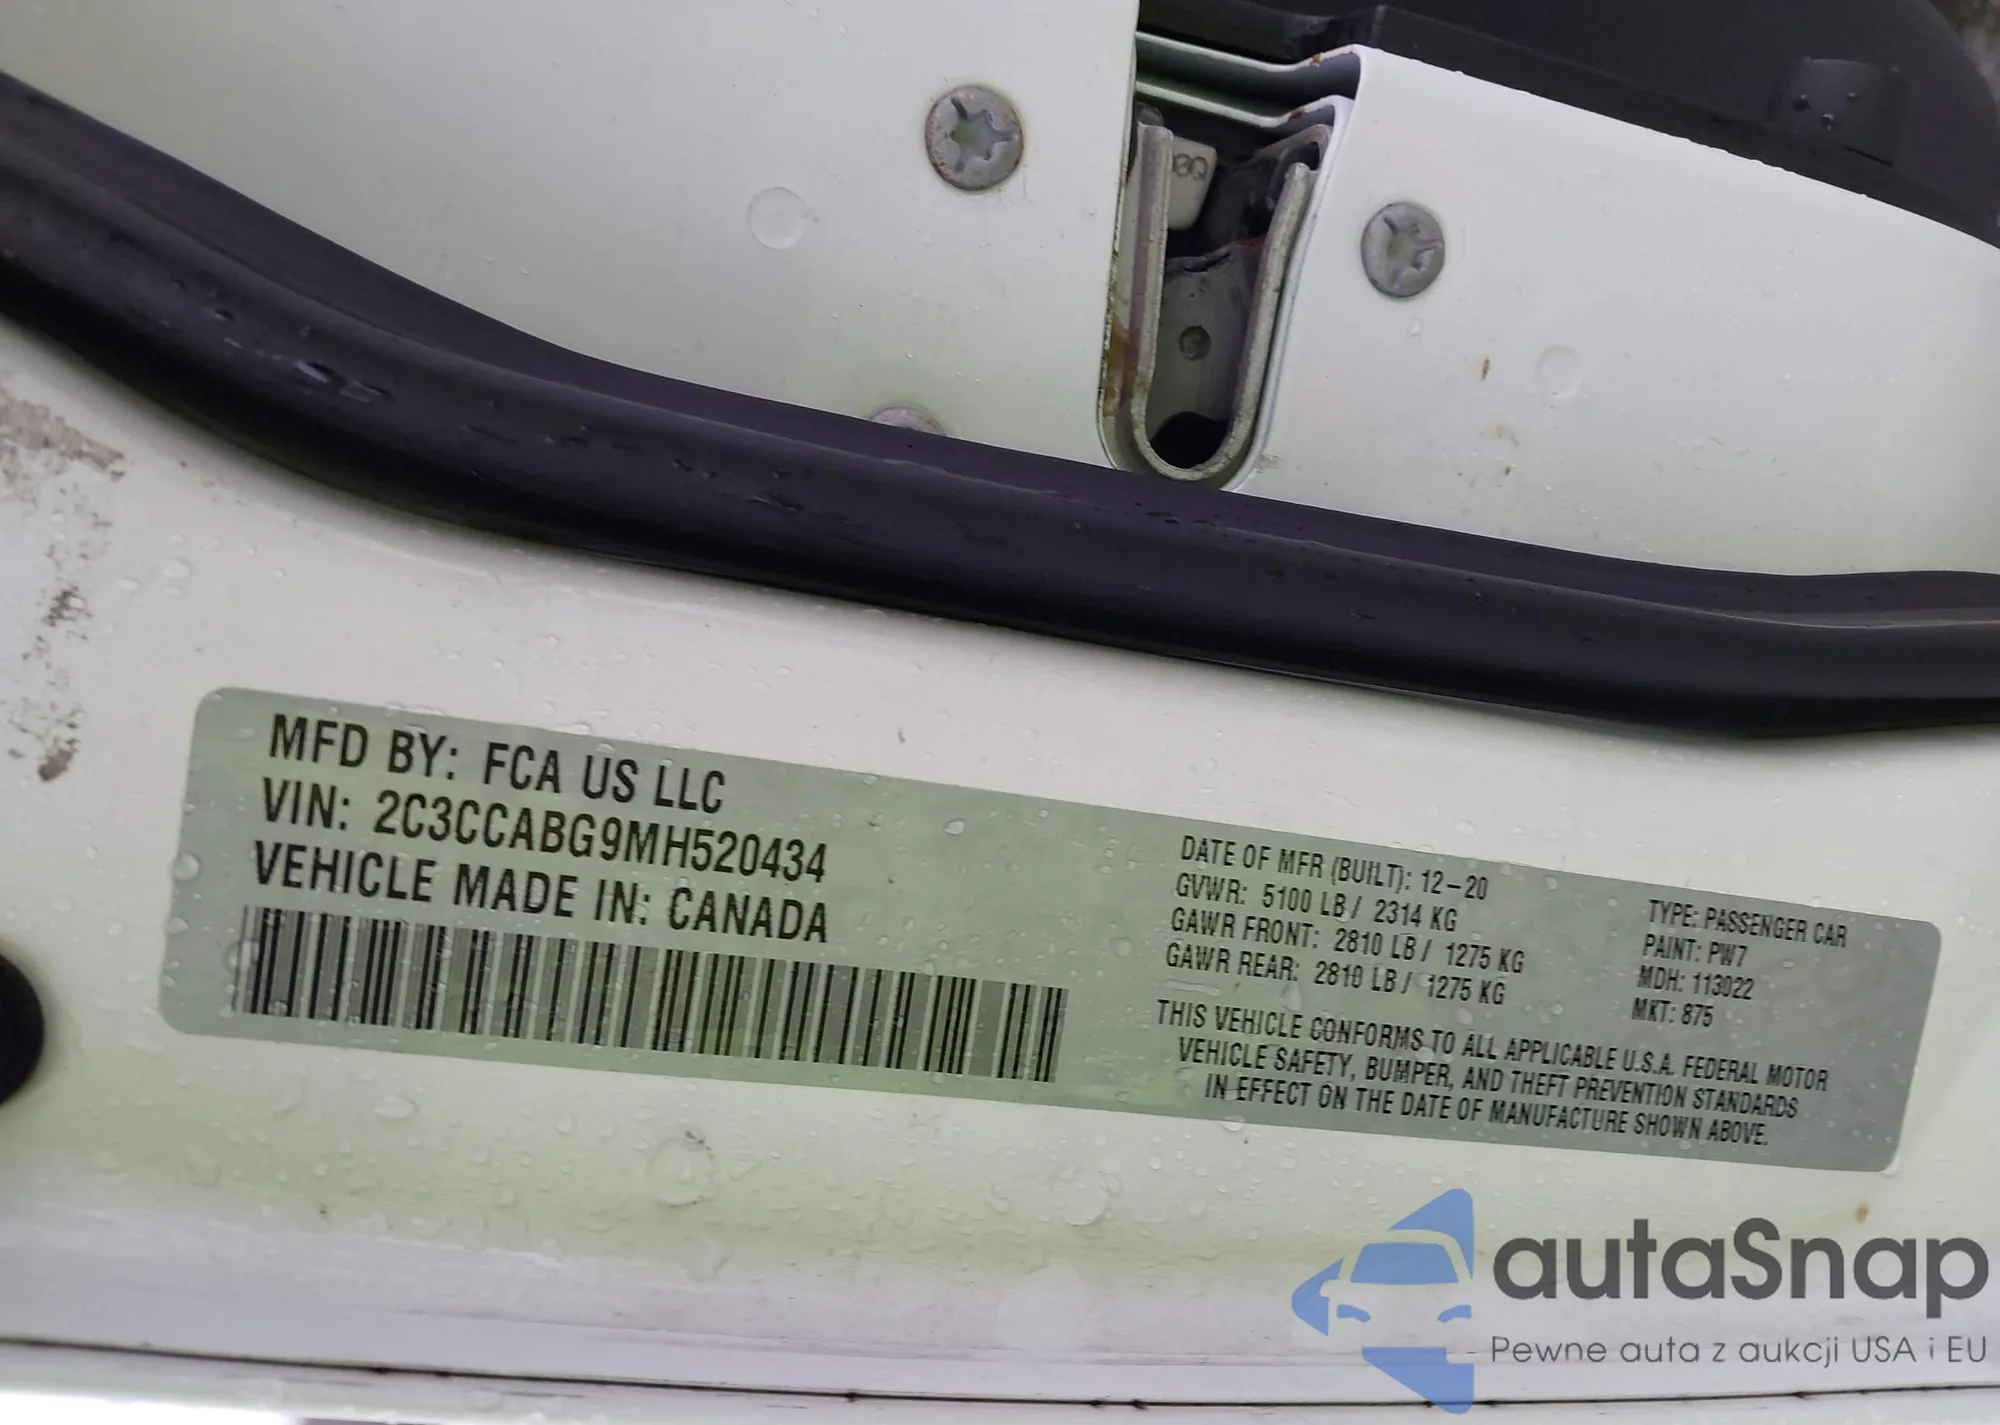 MFD BY: FCA US LLC
VIN: 2C3CCABG9MH520434
VEHICLE MADE IN: CANADA
DATE OF MFR (BUILT): 12-20
GVWR: 5100 LB / 2314 KG
GAWR FRONT: 2810 LB / 1275 KG
GAWR REAR: 2810 LB / 1275 KG
TYPE: PASSENGER CAR
PAINT: PW7
MDH: 113022
MKT: 875
THIS VEHICLE CONFORMS TO ALL APPLICABLE U.S.A. FEDERAL MOTOR
VEHICLE SAFETY, BUMPER, AND THEFT PREVENTION STANDARDS
IN EFFECT ON THE DATE OF MANUFACTURE SHOWN ABOVE.
autaSnap
Pewne auta z aukcji USA i EU